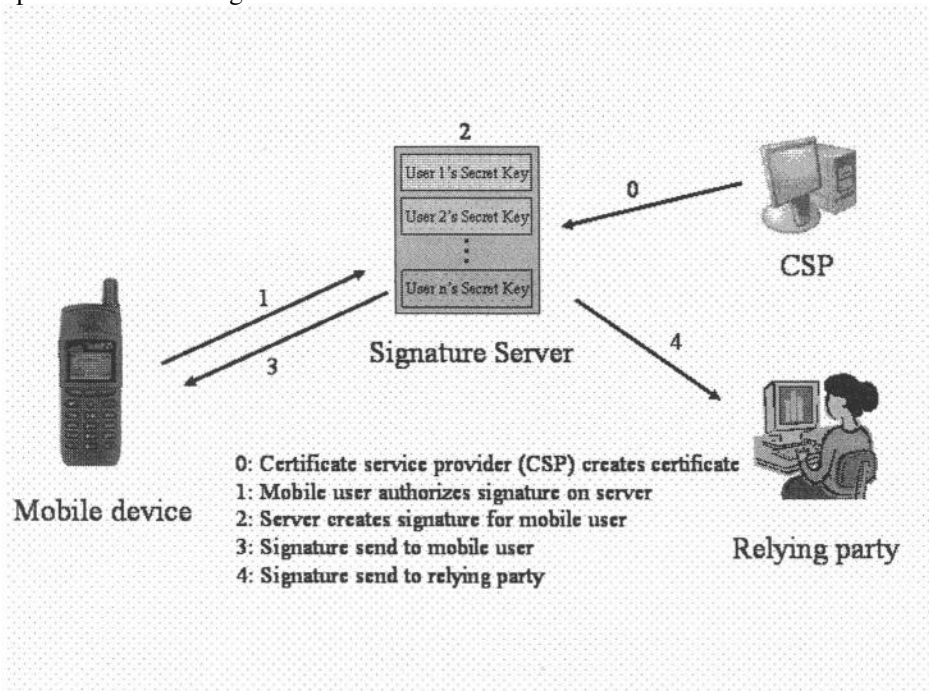 2
User 1's Secret Key
User 2's Secret Key
User n's Secret Key
0
CSP
1
3
4
Signature Server
Mobile device
Relying party
0: Certificate service provider (CSP) creates certificate
1: Mobile user authorizes signature on server
2: Server creates signature for mobile user
3: Signature send to mobile user
4: Signature send to relying party